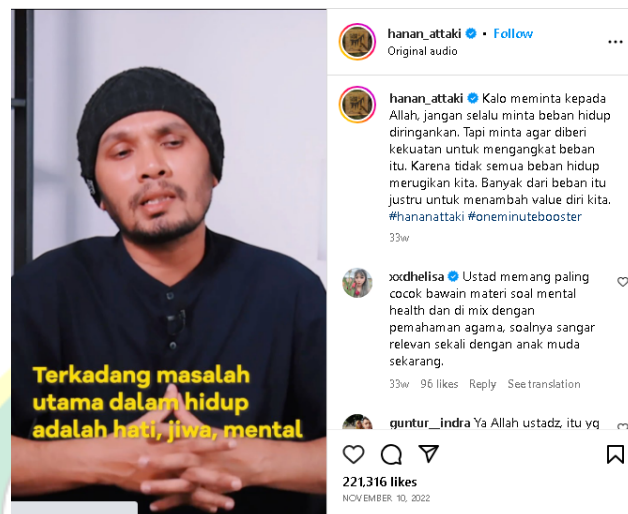 hanan_attaki • Follow
Original audio
hanan_attaki Kalo meminta kepada
Allah, jangan selalu minta beban hidup
diringankan. Tapi minta agar diberi
kekuatan untuk mengangkat beban
itu. Karena tidak semua beban hidup
merugikan kita. Banyak dari beban itu
justru untuk menambah value diri kita.
#hananattaki #oneminutebooster
33w
xxdhelisa Ustad memang paling
cocok bawain materi soal mental
health dan di mix dengan
pemahaman agama, soalnya sangar
relevan sekali dengan anak muda
sekarang.
33w 96 likes Reply See translation
guntur__indra Ya Allah ustadz, itu yg
221,316 likes
NOVEMBER 10, 2022
Terkadang masalah
utama dalam hidup
adalah hati, jiwa, mental